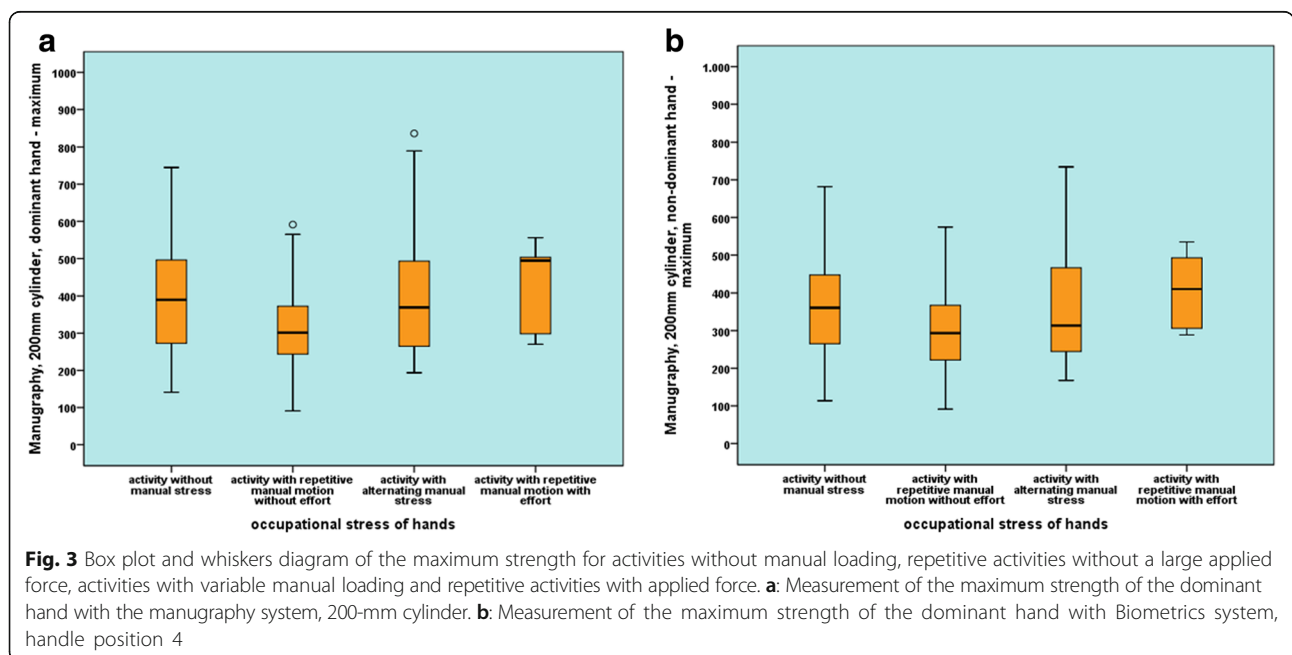 a
Manugraphy, 200mm cylinder, dominant hand - maximum
1000
900
800
700
600
500
400
300
200
100
0
activity without
manual stress
activity with repetitive
manual motion
without effort
activity with
alternating manual
stress
activity with repetitive
manual motion with
effort
occupational stress of hands
b
Manugraphy, 200mm cylinder, non-dominant hand -
maximum
1.000
900
800
700
600
500
400
300
200
100
0
activity without
manual stress
activity with
repetitive manual
motion without effort
activity with
alternating manual
stress
activity with
repetitive manual
motion with effort
occupational stress of hands
Fig. 3 Box plot and whiskers diagram of the maximum strength for activities without manual loading, repetitive activities without a large applied
force, activities with variable manual loading and repetitive activities with applied force. a: Measurement of the maximum strength of the dominant
hand with the manugraphy system, 200-mm cylinder. b: Measurement of the maximum strength of the dominant hand with Biometrics system,
handle position 4